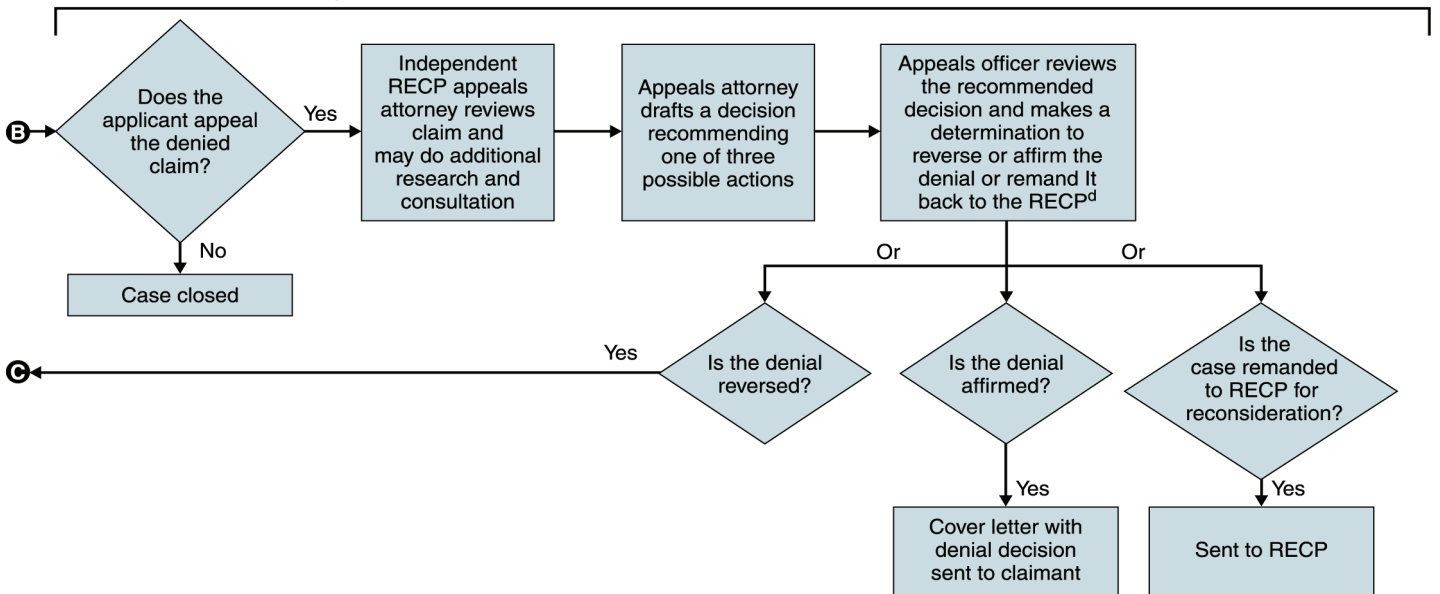 B
Does the
applicant appeal
the denied
claim?
Yes
Independent
RECP appeals
attorney reviews
claim and
may do additional
research and
consultation
Appeals attorney
drafts a decision
recommending
one of three
possible actions
Appeals officer reviews
the recommended
decision and makes a
determination to
reverse or affirm the
denial or remand It
back to the RECPd
No
Case closed
Or
Or
C
Yes
Is the denial
reversed?
Is the denial
affirmed?
Is the
case remanded
to RECP for
reconsideration?
Yes
Yes
Cover letter with
denial decision
sent to claimant
Sent to RECP